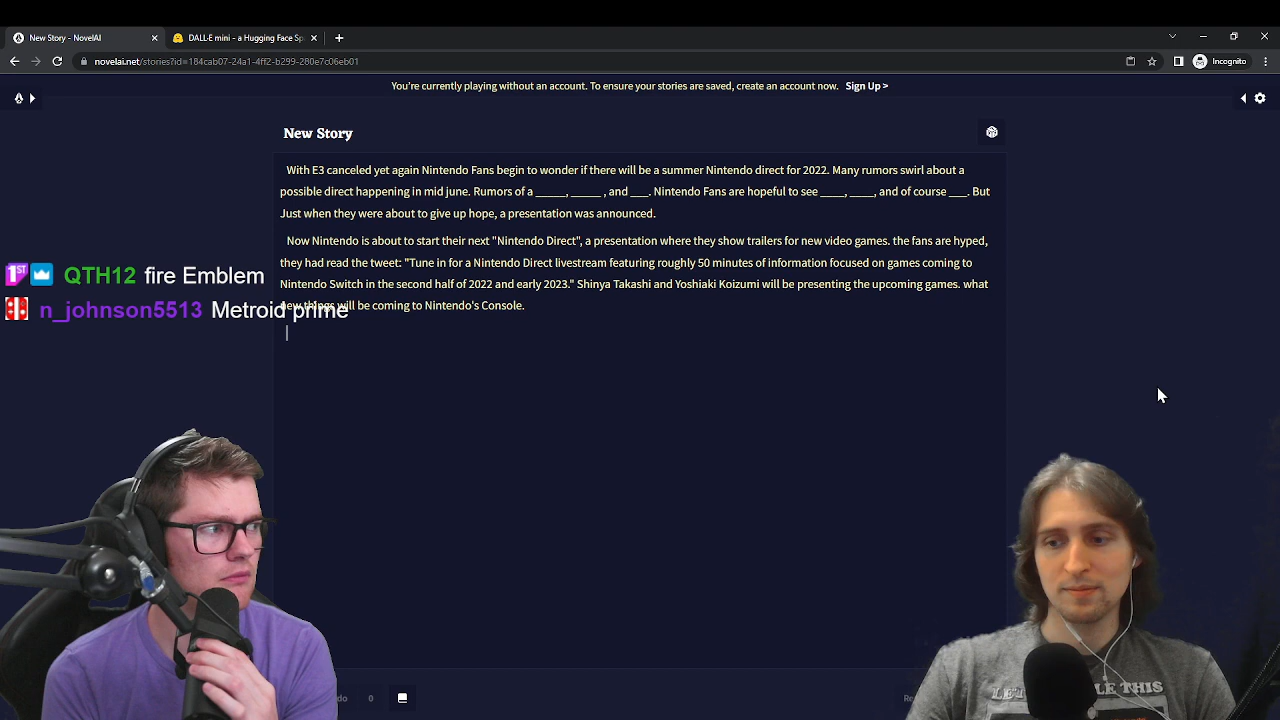 New Story - NovelAI
DALL·E mini - a Hugging Face Sp
novelai.net/stories?id=184cab07-24a1-4ff2-b299-280e7c06eb01
Incognito
You're currently playing without an account. To ensure your stories are saved, create an account now. Sign Up >
New Story
With E3 canceled yet again Nintendo Fans begin to wonder if there will be a summer Nintendo direct for 2022. Many rumors swirl about a
possible direct happening in mid june. Rumors of a _____, _____ , and ___. Nintendo Fans are hopeful to see ____, ____, and of course ___. But
Just when they were about to give up hope, a presentation was announced.
Now Nintendo is about to start their next "Nintendo Direct", a presentation where they show trailers for new video games. the fans are hyped,
they had read the tweet: "Tune in for a Nintendo Direct livestream featuring roughly 50 minutes of information focused on games coming to
Nintendo Switch in the second half of 2022 and early 2023." Shinya Takashi and Yoshiaki Koizumi will be presenting the upcoming games. what
new things will be coming to Nintendo's Console.
1ST QTH12 fire Emblem
n_johnson5513 Metroid prime
do 0
THIS